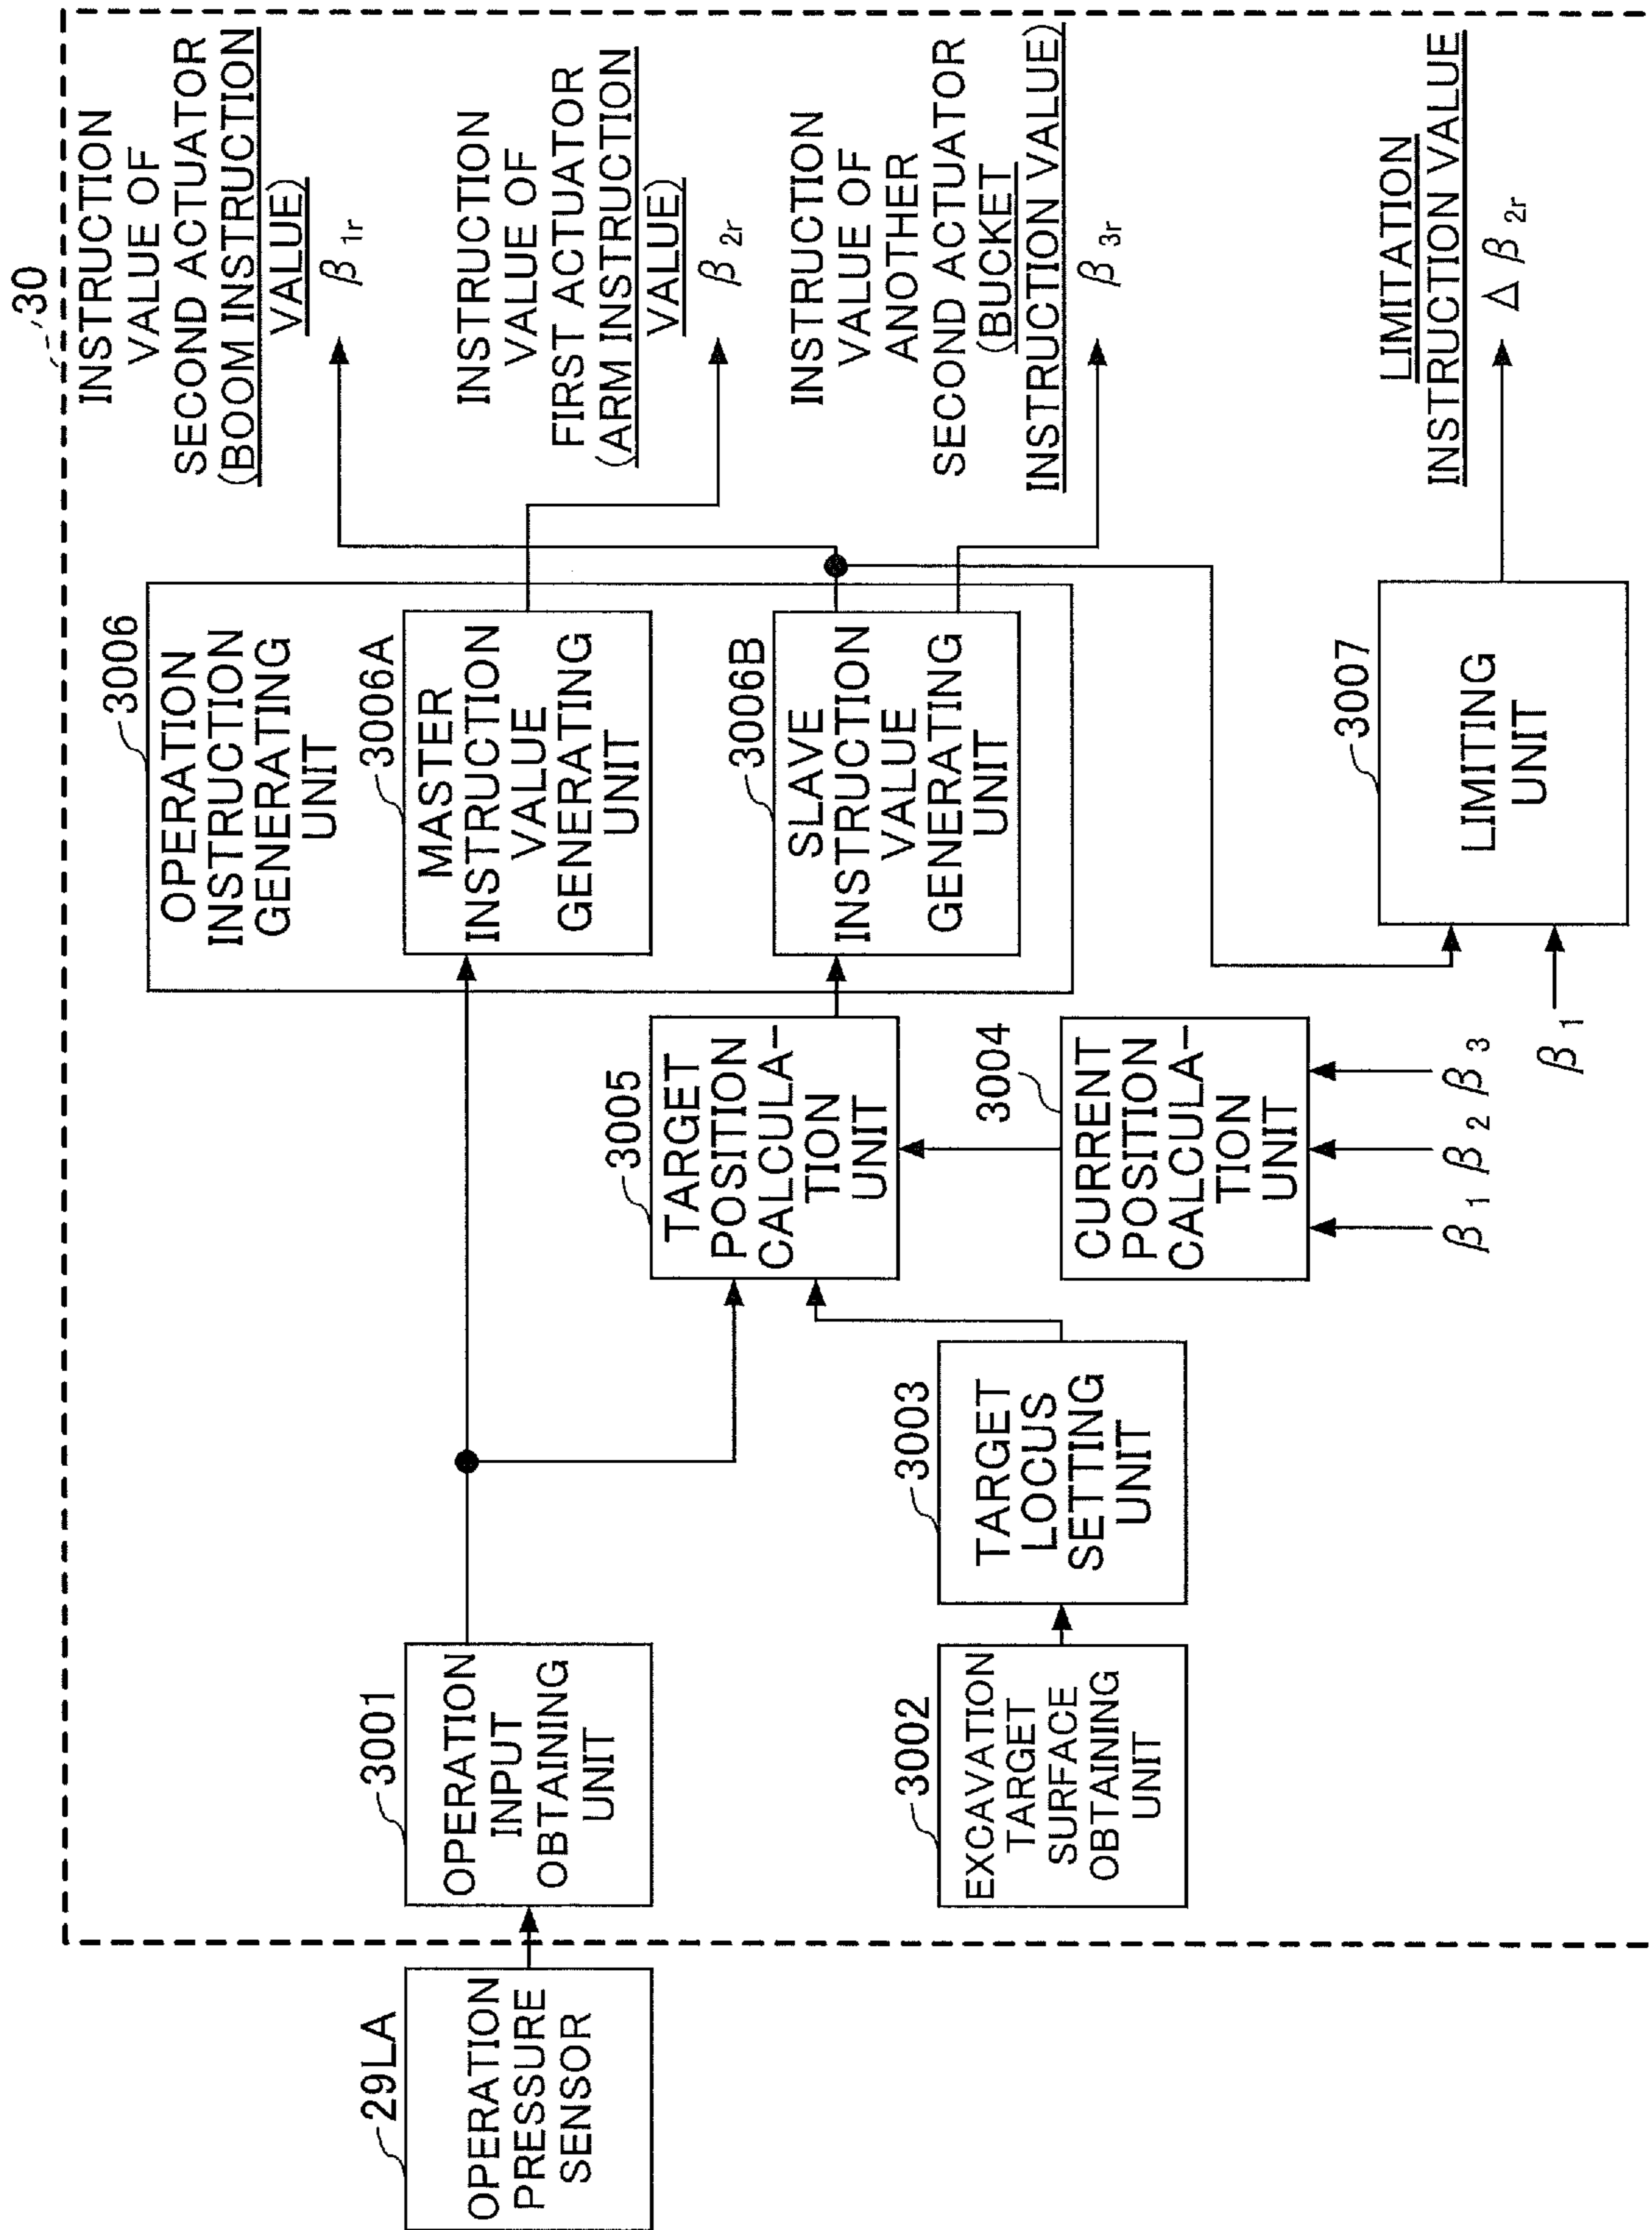 30
29LA
OPERATION
PRESSURE
SENSOR
3001
OPERATION
INPUT
OBTAINING
UNIT
3002
EXCAVATION
TARGET
SURFACE
OBTAINING
UNIT
3003
TARGET
LOCUS
SETTING
UNIT
3005
TARGET
POSITION
CALCULA-
TION
UNIT
3004
CURRENT
POSITION
CALCULA-
TION
UNIT
β1 β2 β3
3006
OPERATION
INSTRUCTION
GENERATING
UNIT
3006A
MASTER
INSTRUCTION
VALUE
GENERATING
UNIT
3006B
SLAVE
INSTRUCTION
VALUE
GENERATING
UNIT
β1
3007
LIMITING
UNIT
INSTRUCTION
VALUE OF
SECOND ACTUATOR
(BOOM INSTRUCTION
VALUE)
β1r
INSTRUCTION
VALUE OF
FIRST ACTUATOR
(ARM INSTRUCTION
VALUE)
β2r
INSTRUCTION
VALUE OF
ANOTHER
SECOND ACTUATOR
(BUCKET
INSTRUCTION VALUE)
β3r
LIMITATION
INSTRUCTION VALUE
Δβ2r